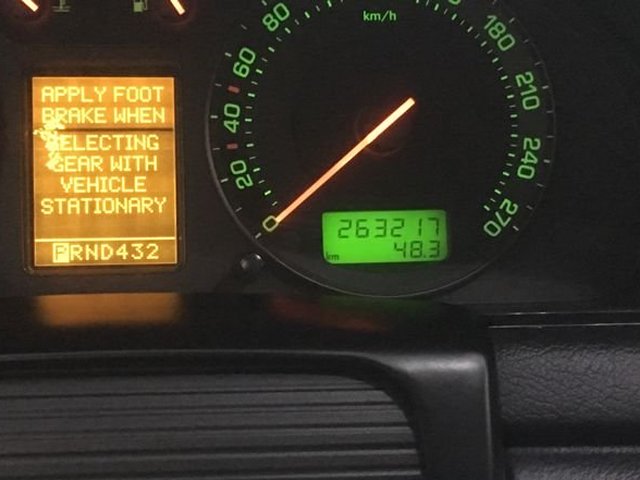 APPLY FOOT
BRAKE WHEN
SELECTING
GEAR WITH
VEHICLE
STATIONARY
PRND432
km/h
0
20
40
60
80
180
210
240
270
263217
km 48.3